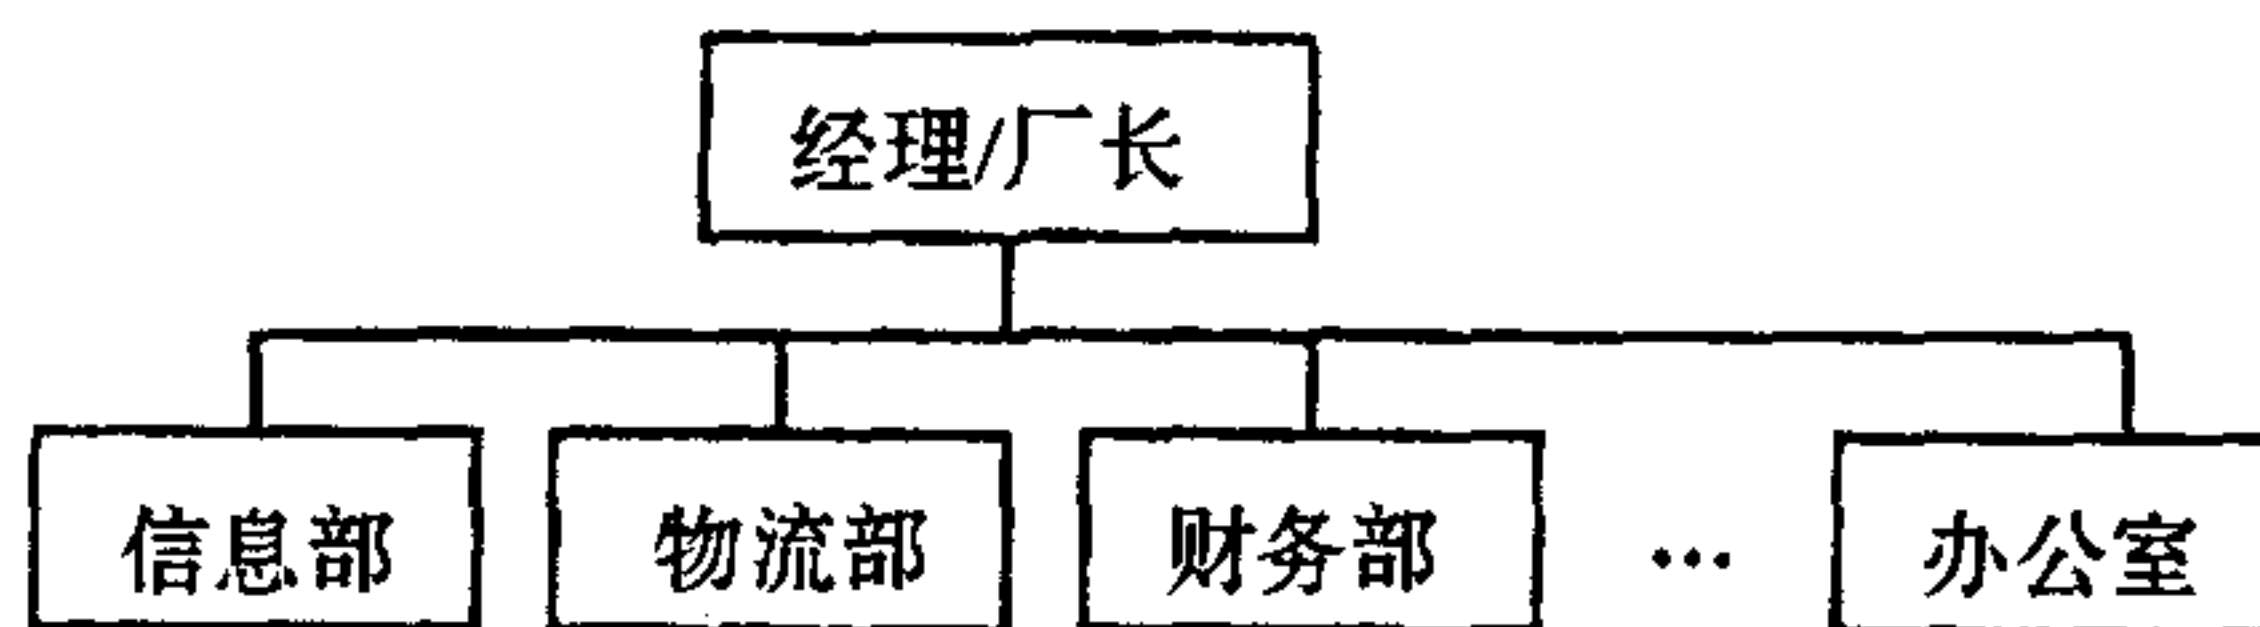 经理/厂长
信息部 物流部 财务部 … 办公室